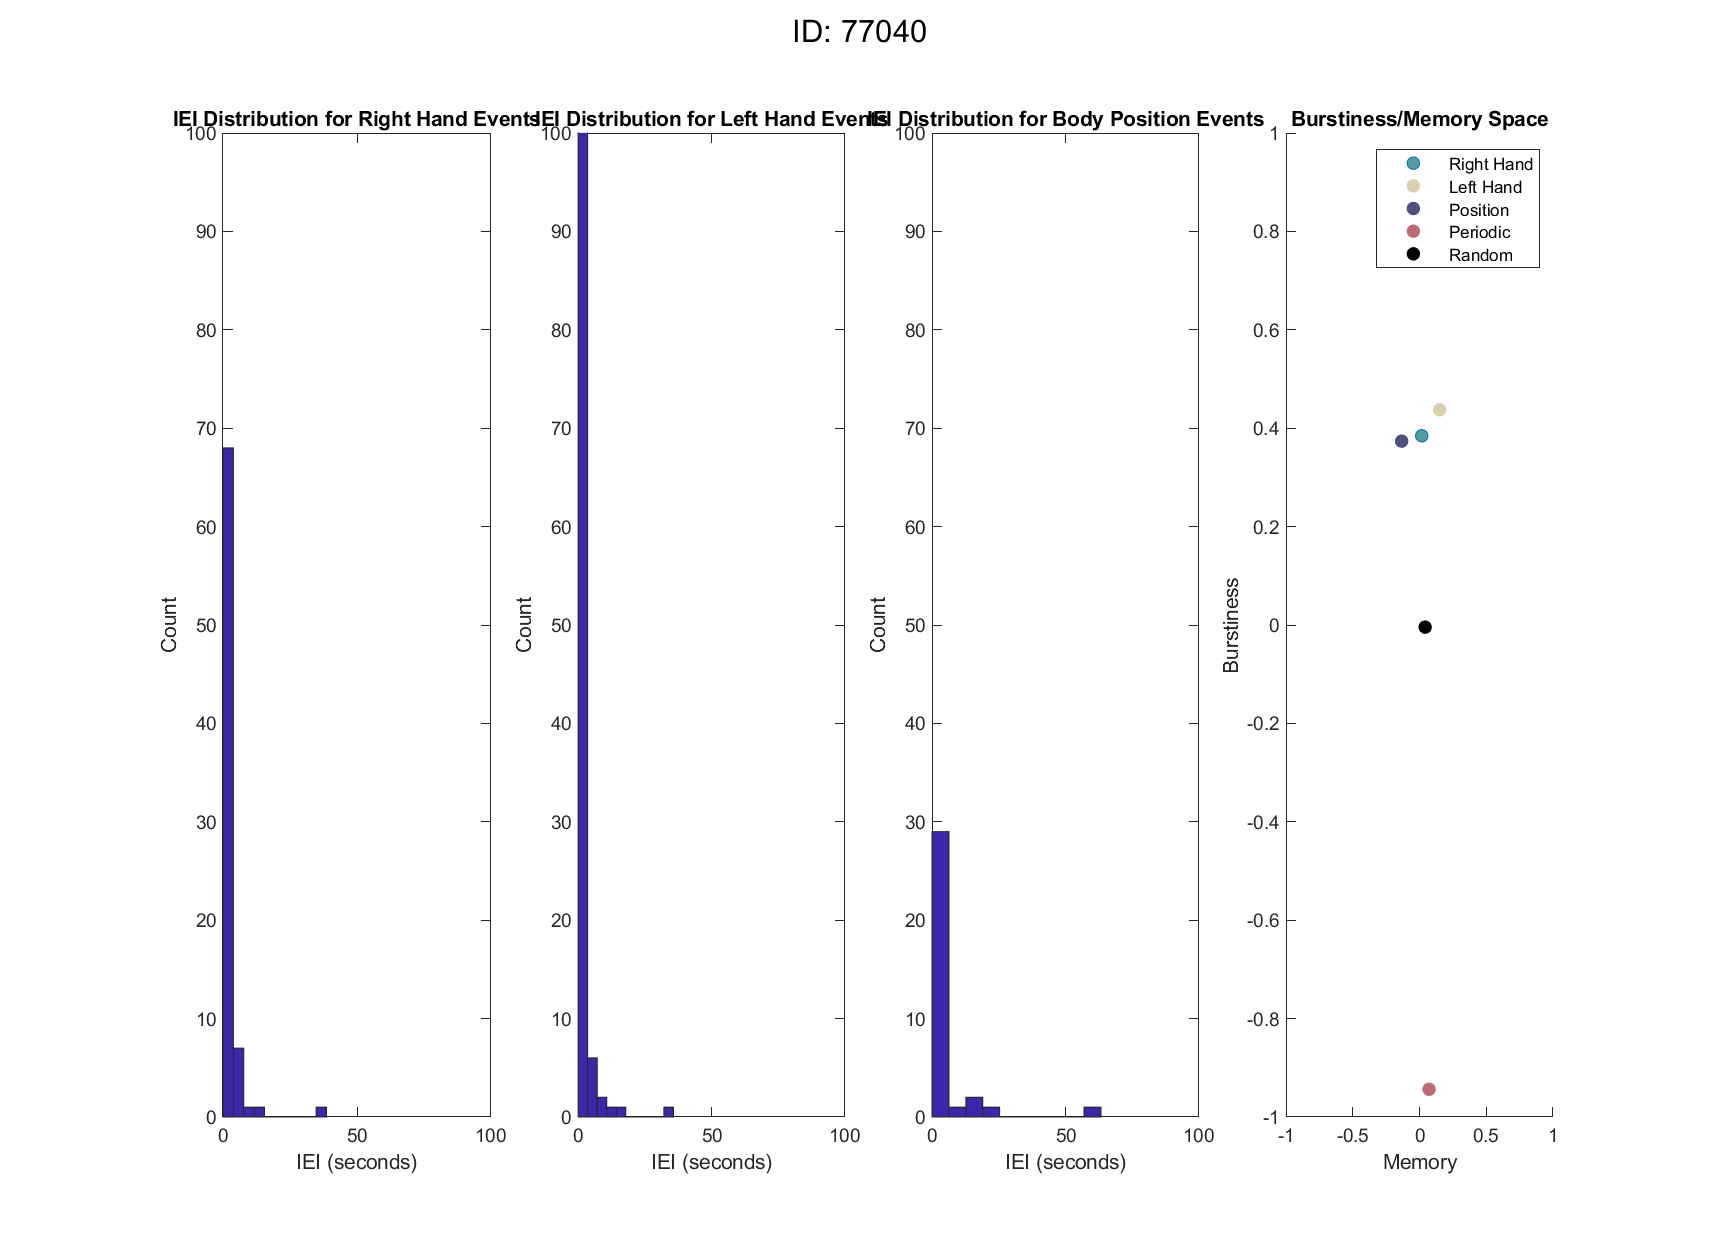 ID: 77040
IEI Distribution for Right Hand Events
100
90
80
70
60
50
40
30
20
10
0
Count
0 50 100
IEI (seconds)
IEI Distribution for Left Hand Events
100
90
80
70
60
50
40
30
20
10
0
Count
0 50 100
IEI (seconds)
IEI Distribution for Body Position Events
100
90
80
70
60
50
40
30
20
10
0
Count
0 50 100
IEI (seconds)
Burstiness/Memory Space
Right Hand
Left Hand
Position
Periodic
Random
1
0.8
0.6
0.4
0.2
0
-0.2
-0.4
-0.6
-0.8
-1
Burstiness
-1 -0.5 0 0.5 1
Memory